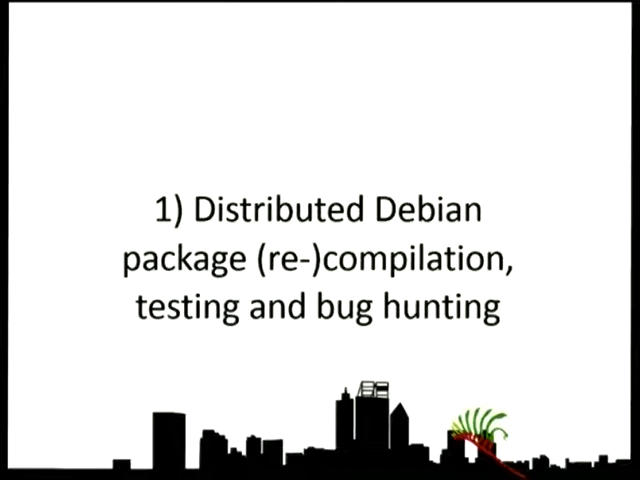 1) Distributed Debian
package (re-)compilation,
testing and bug hunting